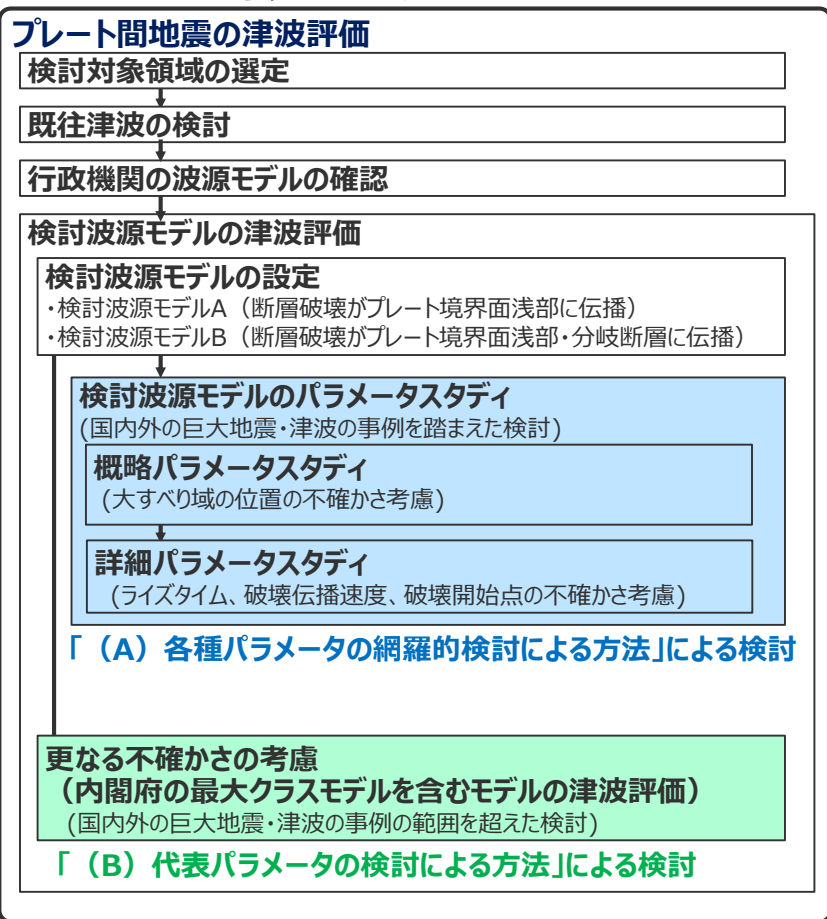 プレート間地震の津波評価
検討対象領域の選定
既往津波の検討
行政機関の波源モデルの確認
検討波源モデルの津波評価
検討波源モデルの設定
・検討波源モデルA（断層破壊がプレート境界面浅部に伝播）
・検討波源モデルB（断層破壊がプレート境界面浅部・分岐断層に伝播）
検討波源モデルのパラメータスタディ
(国内外の巨大地震・津波の事例を踏まえた検討)
概略パラメータスタディ
(大すべり域の位置の不確かさ考慮)
詳細パラメータスタディ
(ライズタイム、破壊伝播速度、破壊開始点の不確かさ考慮)
「（A）各種パラメータの網羅的検討による方法」による検討
更なる不確かさの考慮
（内閣府の最大クラスモデルを含むモデルの津波評価）
(国内外の巨大地震・津波の事例の範囲を超えた検討)
「（B）代表パラメータの検討による方法」による検討